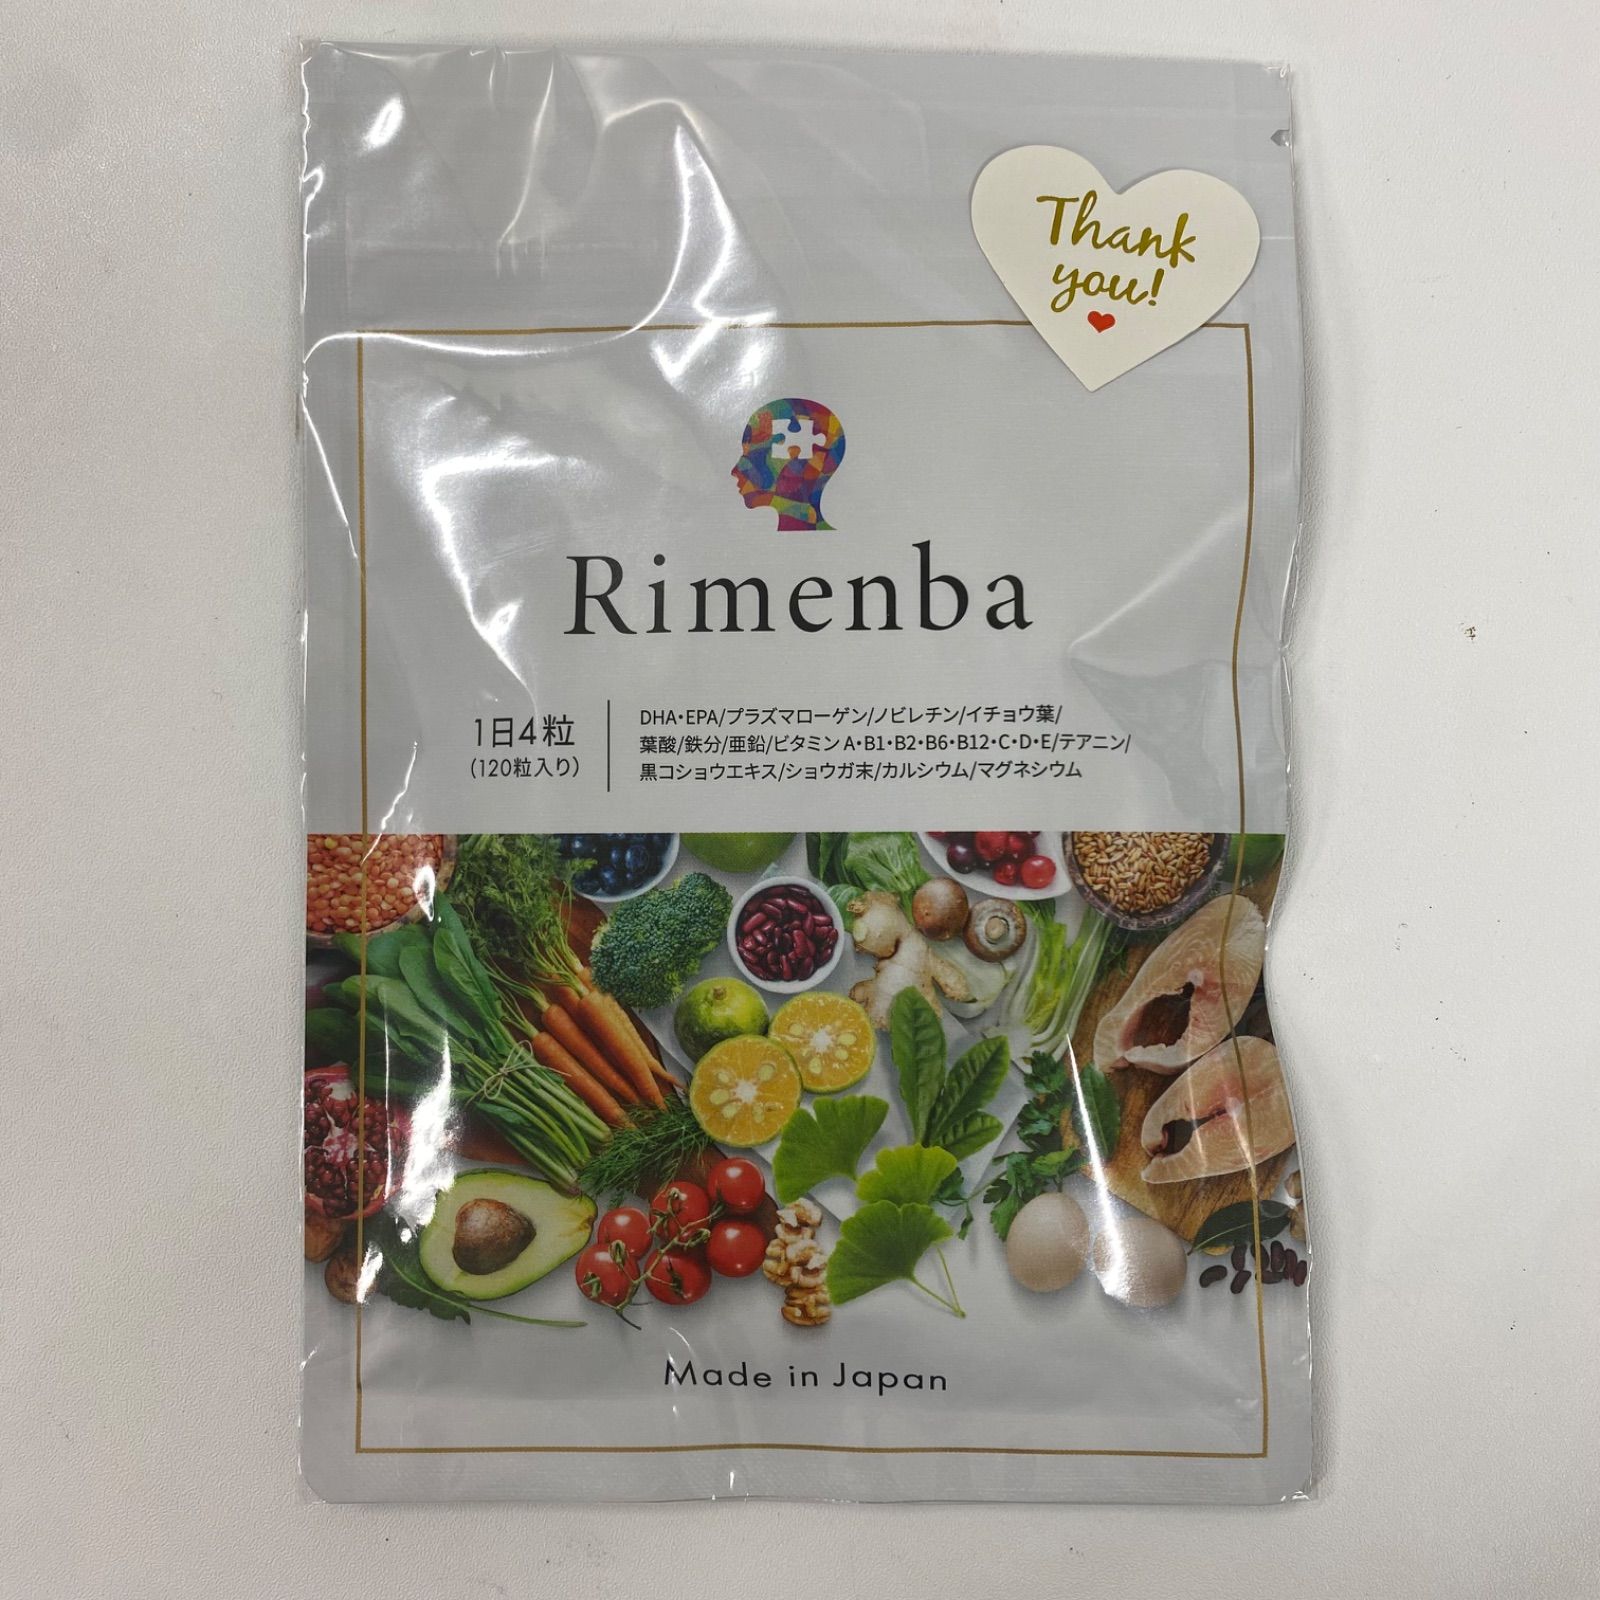 Thank
you!
Rimenba
1日4粒
(120粒入り)
DHA・EPA/プラズマローゲン/ノビレチン/イチョウ葉/
葉酸/鉄分/亜鉛/ビタミンA・B1・B2・B6・B12・C・D・E/テアニン/
黒コショウエキス/ショウガ末/カルシウム/マグネシウム
Made in Japan